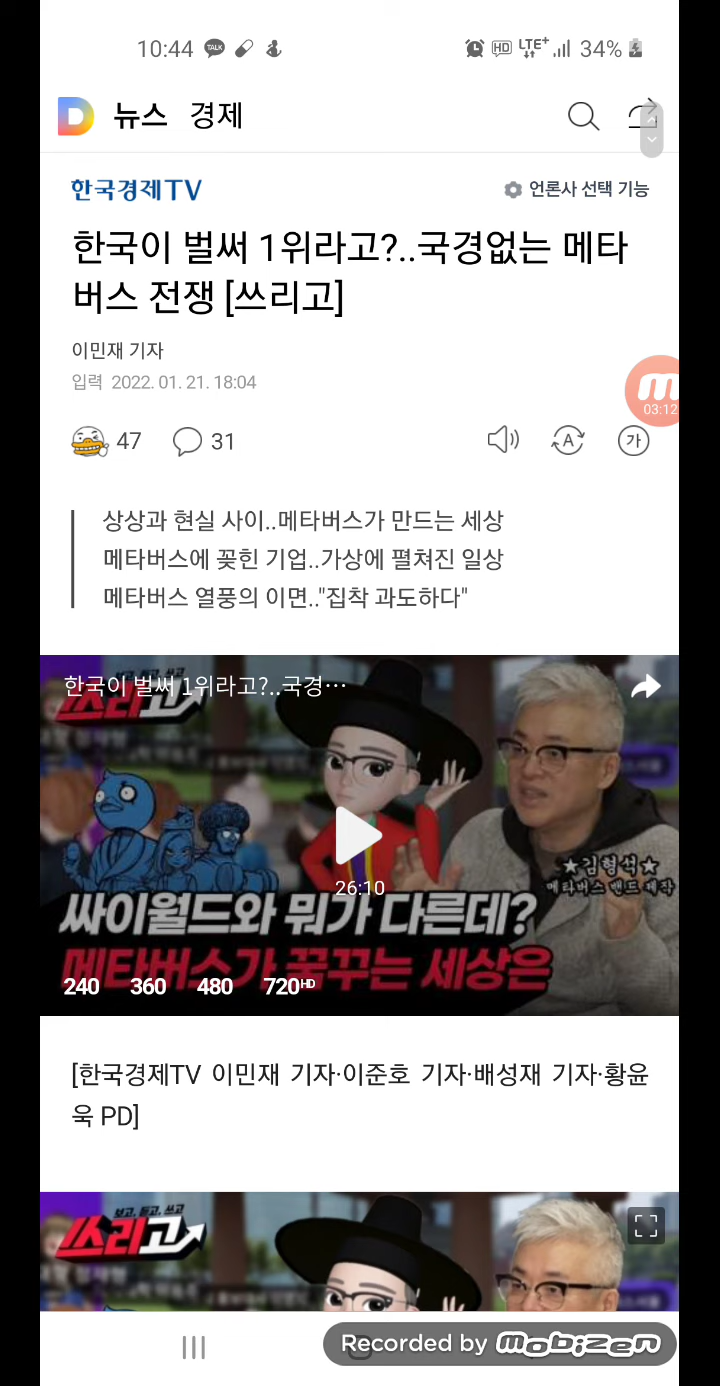 10:44 TALK HD LTE+ 34%
뉴스 경제
한국경제TV 언론사 선택 기능
한국이 벌써 1위라고?..국경없는 메타
버스 전쟁 [쓰리고]
이민재 기자
입력 2022. 01. 21. 18:04
03:12
47 31 A 가
상상과 현실 사이..메타버스가 만드는 세상
메타버스에 꽂힌 기업..가상에 펼쳐진 일상
메타버스 열풍의 이면.."집착 과도하다"
보고, 듣고, 쓰고
한국이 벌써 1위라고?..국경…
쓰리고
26:10
★김형석★
메타버스 밴드 제작
싸이월드와 뭐가 다른데?
메타버스가 꿈꾸는 세상은
240 360 480 720HD
[한국경제TV 이민재 기자·이준호 기자·배성재 기자·황윤
욱 PD]
보고, 듣고, 쓰고
쓰리고
Recorded by mobizen